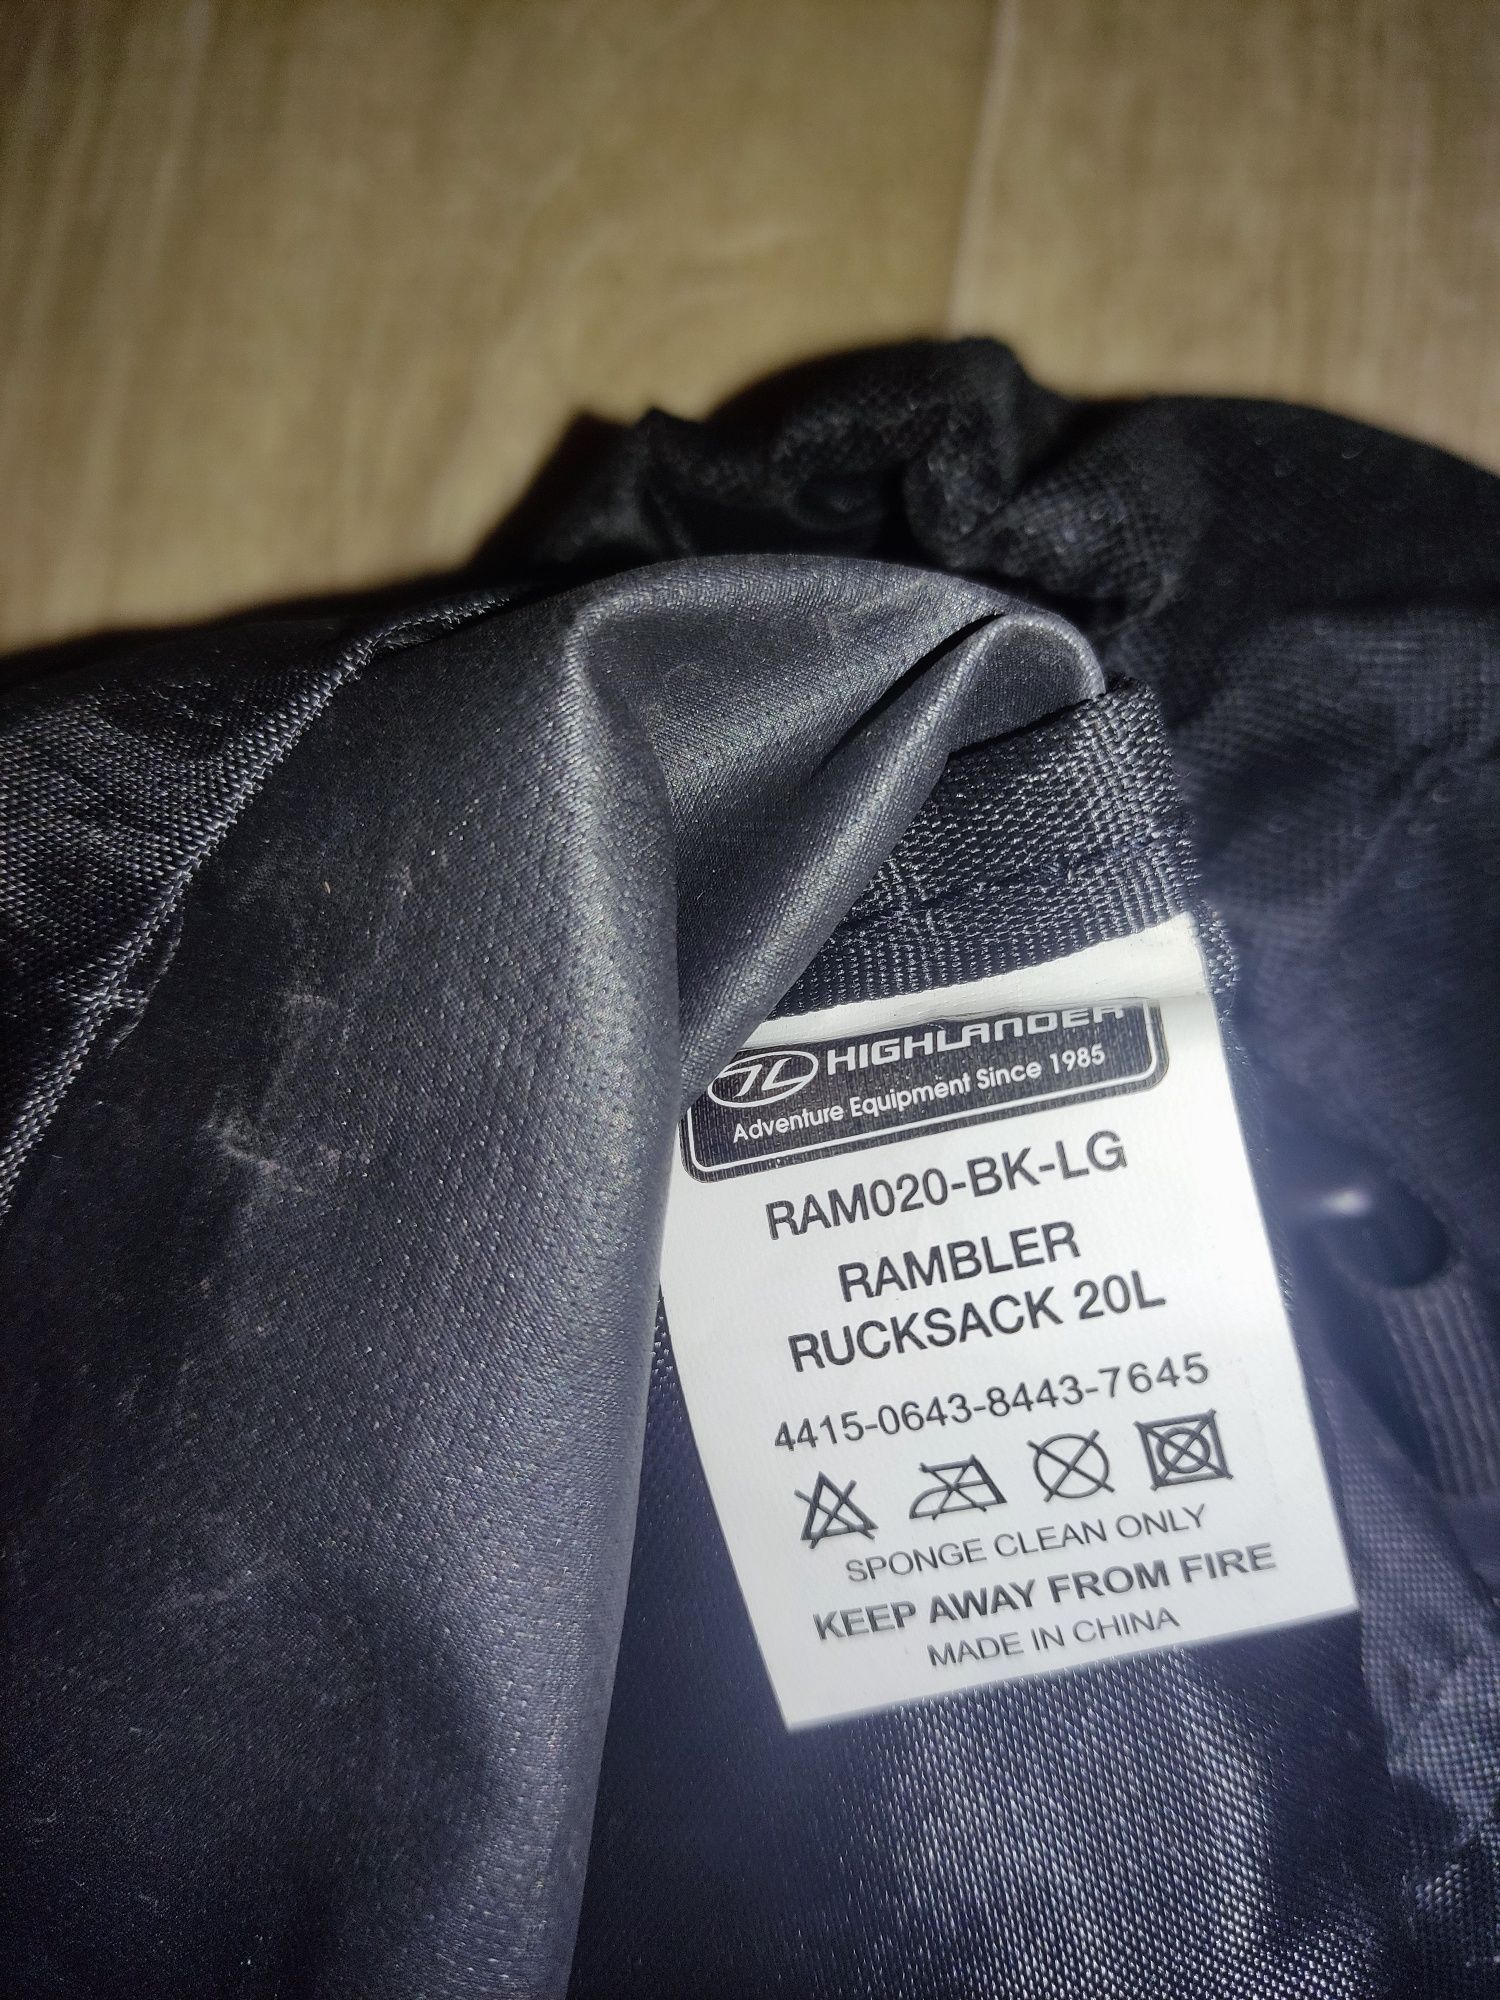 HIGHLANDER
Adventure Equipment Since 1985
RAM020-BK-LG
RAMBLER
RUCKSACK 20L
4415-0643-8443-7645
SPONGE CLEAN ONLY
KEEP AWAY FROM FIRE
MADE IN CHINA